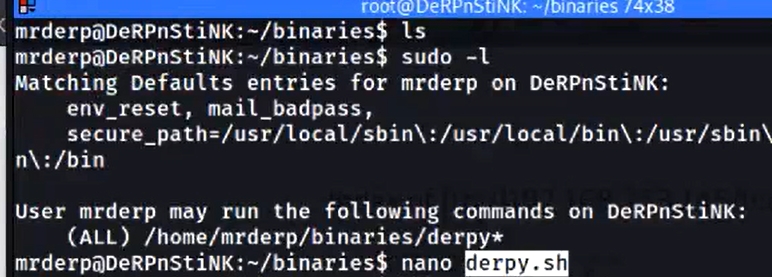 root@DeRPnStiNK: ~/binaries 74x38
mrderp@DeRPnStiNK:~/binaries$ ls
mrderp@DeRPnStiNK:~/binaries$ sudo -l
Matching Defaults entries for mrderp on DeRPnStiNK:
    env_reset, mail_badpass,
    secure_path=/usr/local/sbin\:/usr/local/bin\:/usr/sbin\
n\:/bin
User mrderp may run the following commands on DeRPnStiNK:
    (ALL) /home/mrderp/binaries/derpy*
mrderp@DeRPnStiNK:~/binaries$ nano derpy.sh